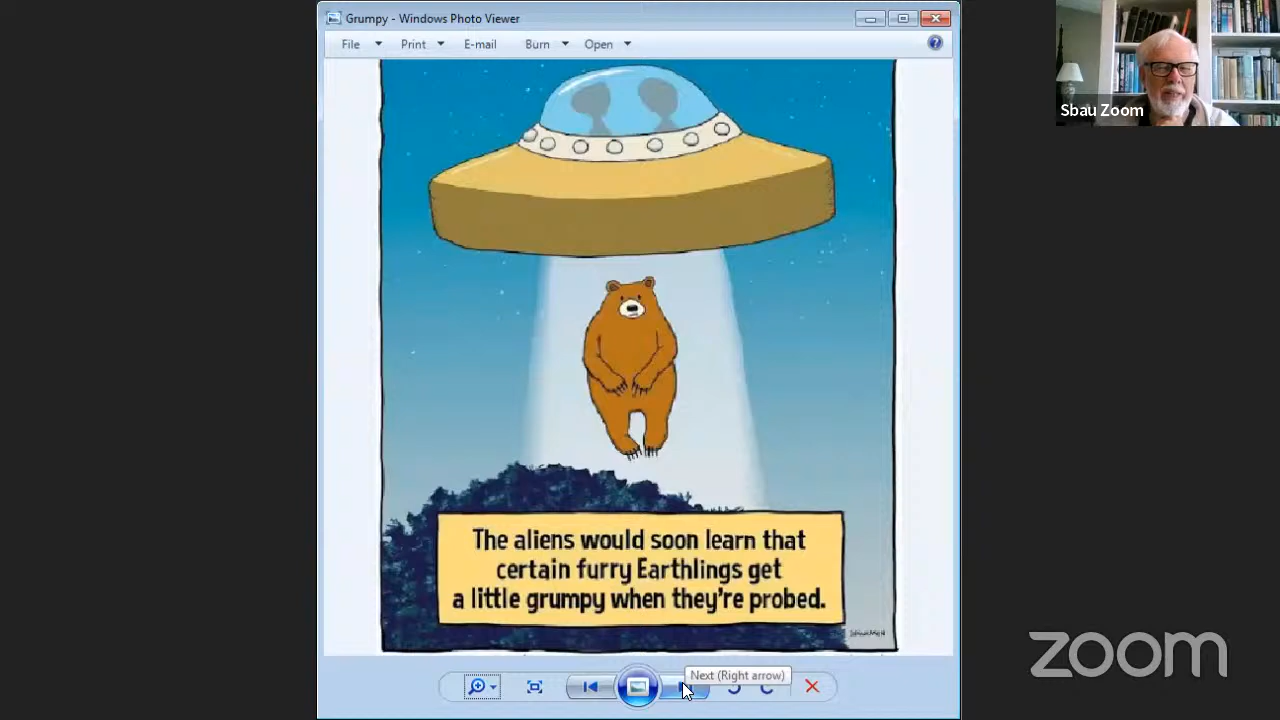 Grumpy - Windows Photo Viewer
File Print E-mail Burn Open
Sbau Zoom
The aliens would soon learn that
certain furry Earthlings get
a little grumpy when they're probed.
Next (Right arrow)
zoom